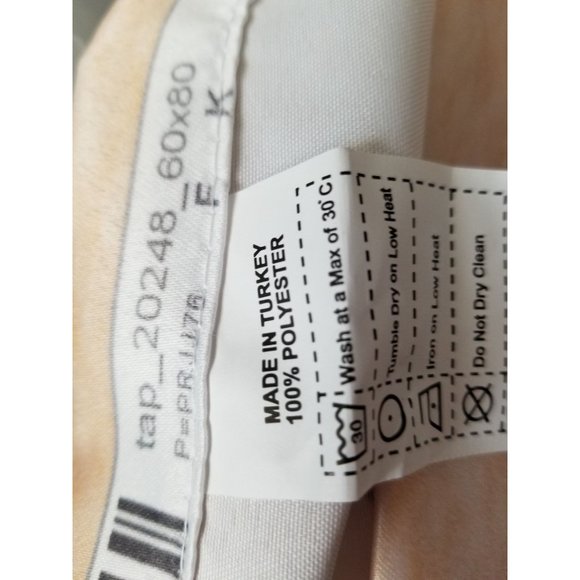 tap_20248_60x80
F K
MADE IN TURKEY
100% POLYESTER
30 Wash at a Max of 30°C
Tumble Dry on Low Heat
Iron on Low Heat
Do Not Dry Clean